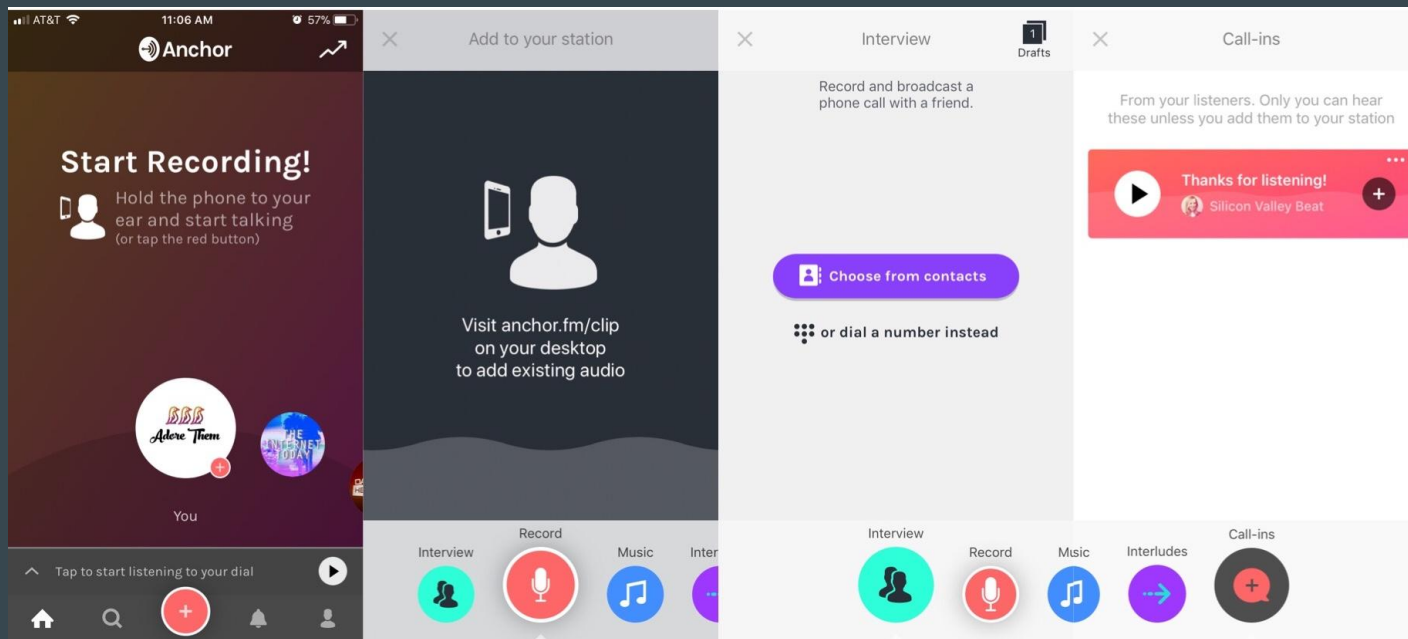 AT&T
11:06 AM
57%
Anchor
Start Recording!
Hold the phone to your
ear and start talking
(or tap the red button)
BBB
Adore Them
THE
INTERNET
TODAY
You
Tap to start listening to your dial
Add to your station
Visit anchor.fm/clip
on your desktop
to add existing audio
Interview
Record
Music
Inter
Interview
1
Drafts
Record and broadcast a
phone call with a friend.
Choose from contacts
or dial a number instead
Interview
Record
Music
Call-ins
From your listeners. Only you can hear
these unless you add them to your station
Thanks for listening!
Silicon Valley Beat
Interludes
Call-ins